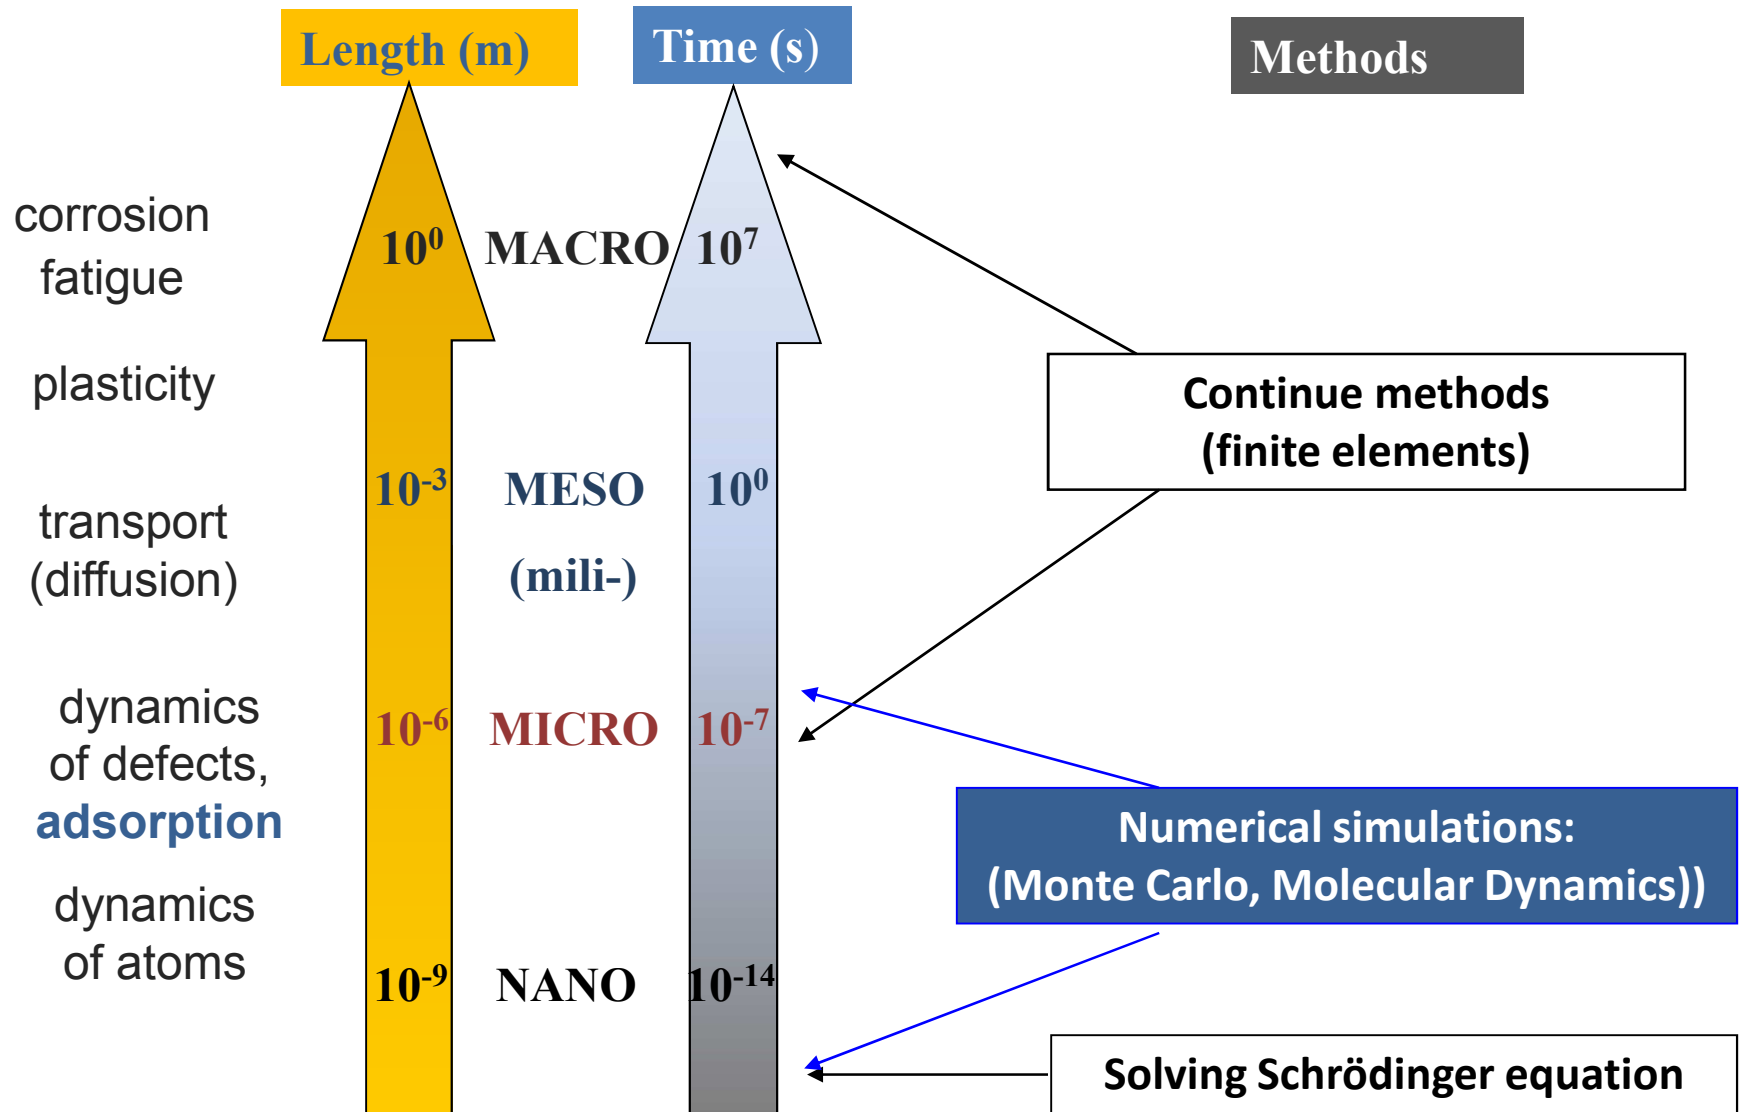 Length (m)
Time (s)
Methods
corrosion
fatigue
10⁰ MACRO 10⁷
plasticity
Continue methods
(finite elements)
10⁻³ MESO 10⁰
(mili-)
transport
(diffusion)
dynamics
of defects,
adsorption
10⁻⁶ MICRO 10⁻⁷
Numerical simulations:
(Monte Carlo, Molecular Dynamics))
dynamics
of atoms
10⁻⁹ NANO 10⁻¹⁴
Solving Schrödinger equation